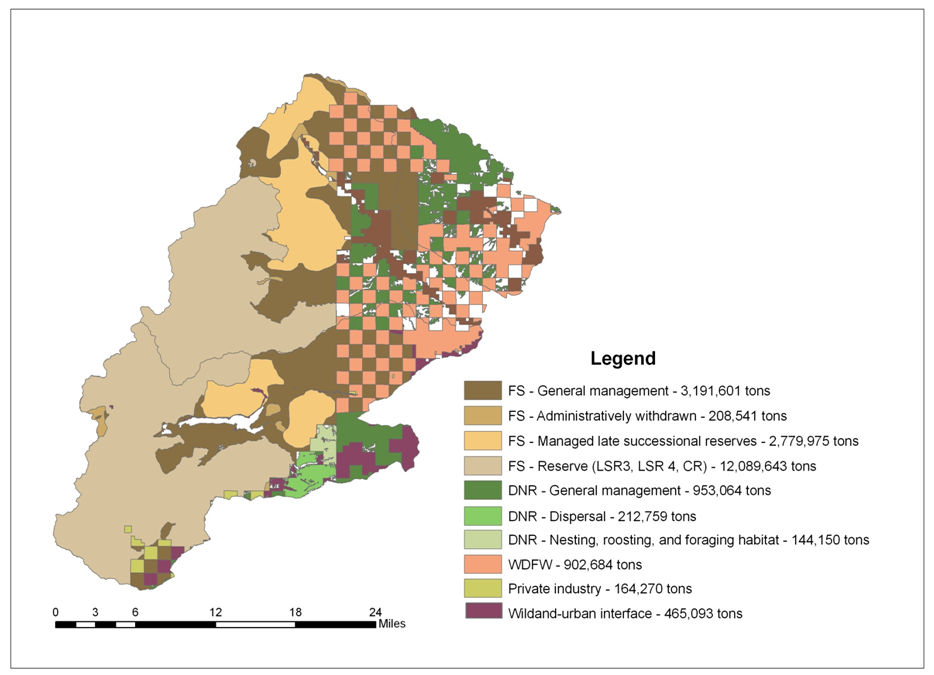 Legend
FS - General management - 3,191,601 tons
FS - Administratively withdrawn - 208,541 tons
FS - Managed late successional reserves - 2,779,975 tons
FS - Reserve (LSR3, LSR 4, CR) - 12,089,643 tons
DNR - General management - 953,064 tons
DNR - Dispersal - 212,759 tons
DNR - Nesting, roosting, and foraging habitat - 144,150 tons
WDFW - 902,684 tons
Private industry - 164,270 tons
Wildand-urban interface - 465,093 tons
0 3 6 12 18 24
Miles